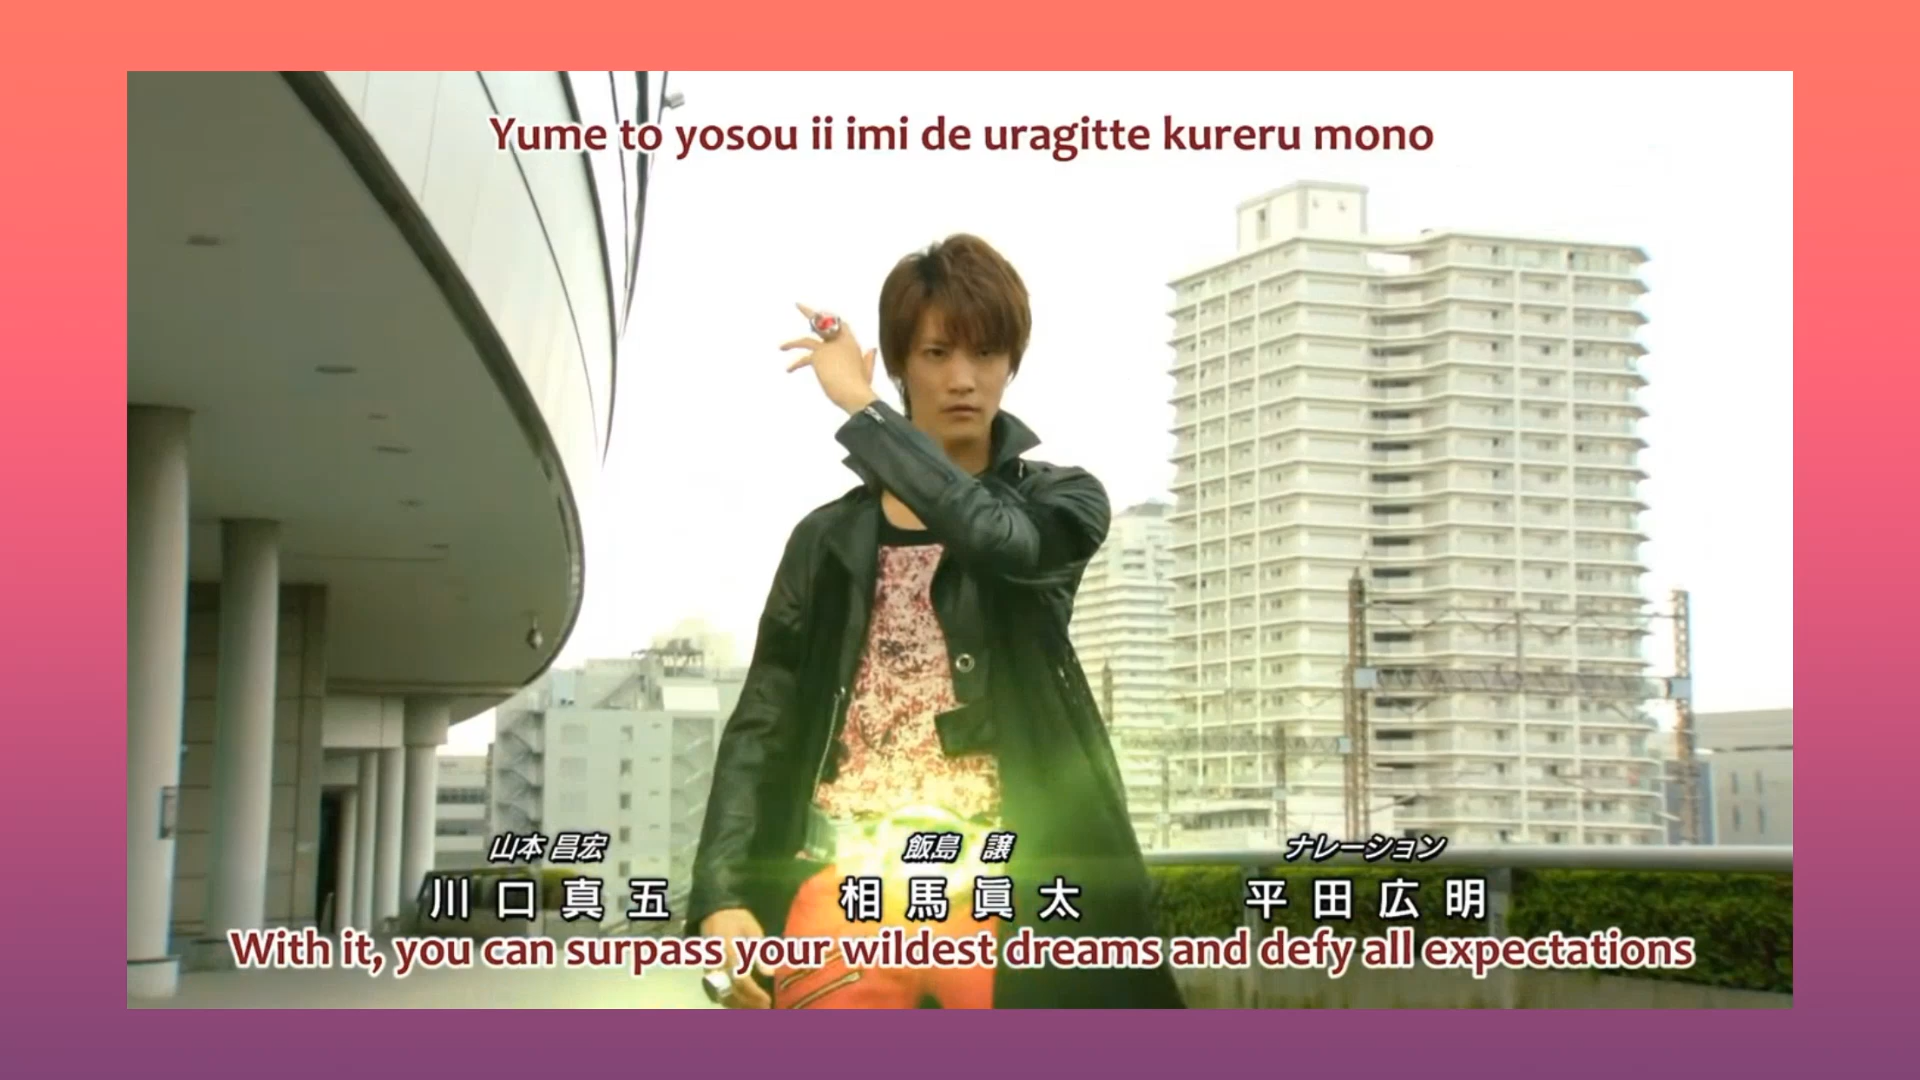 Yume to yosou ii imi de uragitte kureru mono
山本 昌宏
川口真五
飯島 譲
相馬眞太
ナレーション
平田広明
With it, you can surpass your wildest dreams and defy all expectations